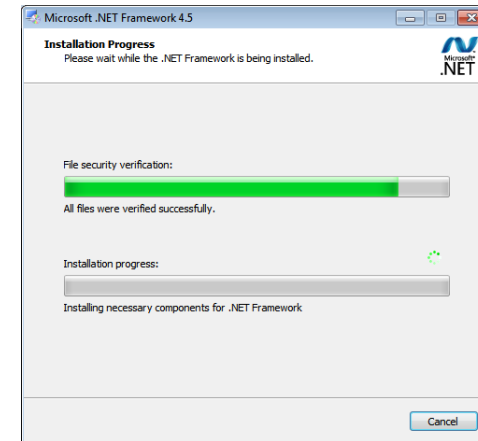 Microsoft .NET Framework 4.5
Installation Progress
Please wait while the .NET Framework is being installed.
Microsoft®
.NET
File security verification:
All files were verified successfully.
Installation progress:
Installing necessary components for .NET Framework
Cancel